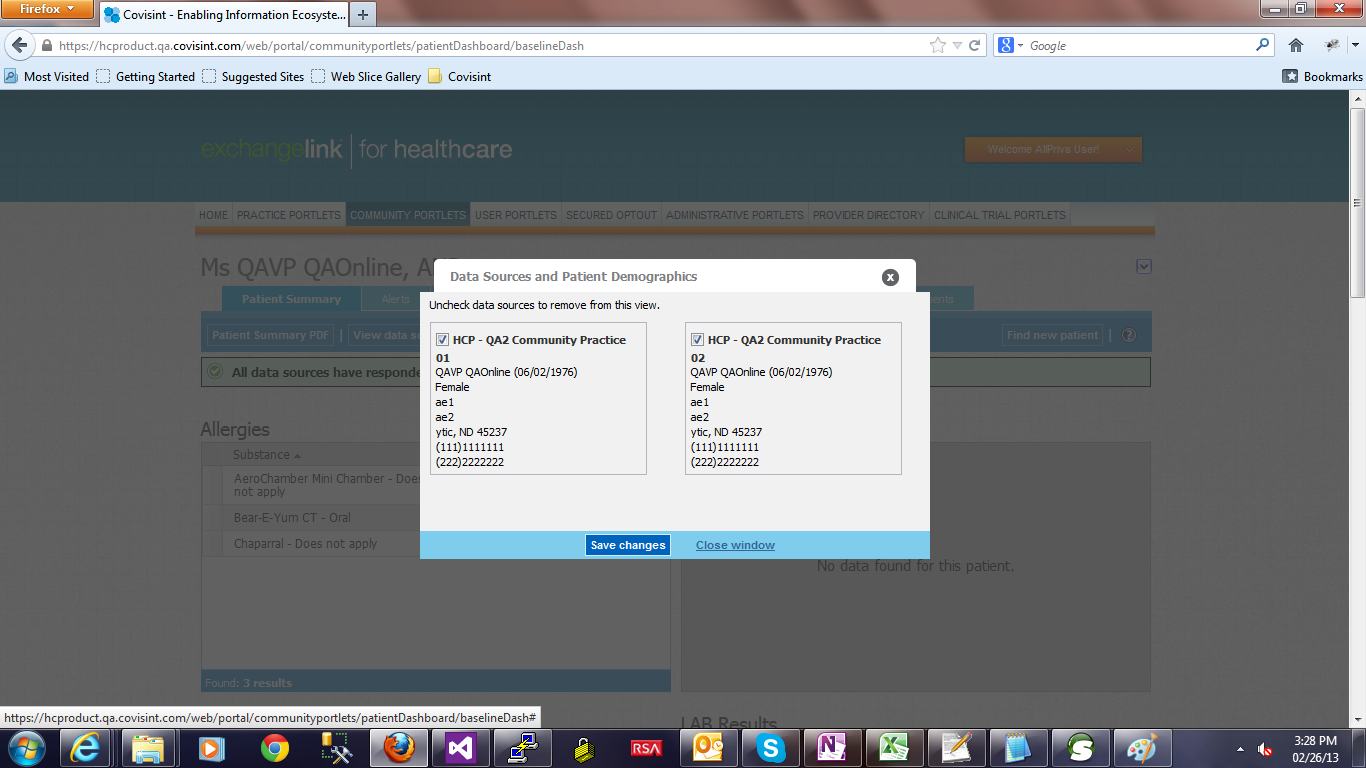 Firefox
Covisint - Enabling Information Ecosyste...
https://hcproduct.qa.covisint.com/web/portal/communityportlets/patientDashboard/baselineDash
Google
Most Visited
Getting Started
Suggested Sites
Web Slice Gallery
Covisint
Bookmarks
exchangelink | for healthcare
Welcome AllPrivs User!
HOME
PRACTICE PORTLETS
COMMUNITY PORTLETS
USER PORTLETS
SECURED OPTOUT
ADMINISTRATIVE PORTLETS
PROVIDER DIRECTORY
CLINICAL TRIAL PORTLETS
Ms QAVP QAOnline,
Patient Summary
Alerts
Patient Summary PDF
View data
Find new patient
?
All data sources have responde
Allergies
Substance
AeroChamber Mini Chamber - Does
not apply
Bear-E-Yum CT - Oral
Chaparral - Does not apply
Found: 3 results
No data found for this patient.
LAB Results
Data Sources and Patient Demographics
x
Uncheck data sources to remove from this view.
HCP - QA2 Community Practice
01
QAVP QAOnline (06/02/1976)
Female
ae1
ae2
ytic, ND 45237
(111)1111111
(222)2222222
HCP - QA2 Community Practice
02
QAVP QAOnline (06/02/1976)
Female
ae1
ae2
ytic, ND 45237
(111)1111111
(222)2222222
Save changes
Close window
https://hcproduct.qa.covisint.com/web/portal/communityportlets/patientDashboard/baselineDash#
RSA
3:28 PM
02/26/13